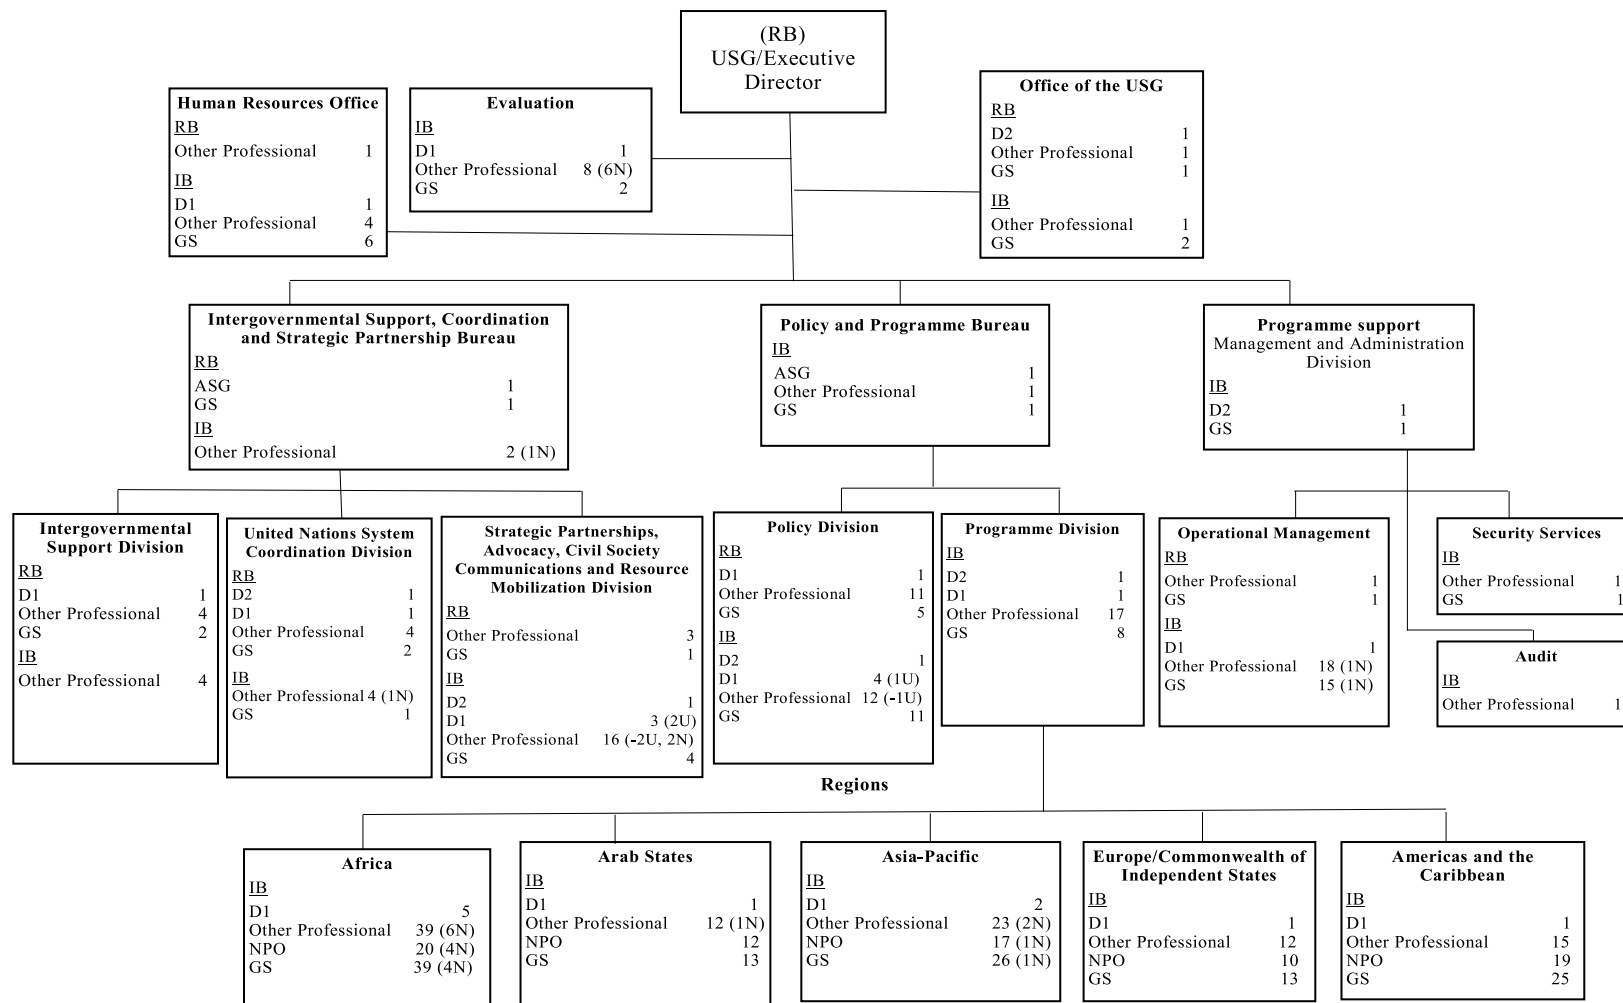 (RB)
USG/Executive
Director
Human Resources Office
RB
Other Professional 1
IB
D1 1
Other Professional 4
GS 6
Evaluation
IB
D1 1
Other Professional 8 (6N)
GS 2
Office of the USG
RB
D2 1
Other Professional 1
GS 1
IB
Other Professional 1
GS 2
Intergovernmental Support, Coordination
and Strategic Partnership Bureau
RB
ASG 1
GS 1
IB
Other Professional 2 (1N)
Policy and Programme Bureau
IB
ASG 1
Other Professional 1
GS 1
Programme support
Management and Administration
Division
IB
D2 1
GS 1
Intergovernmental
Support Division
RB
D1 1
Other Professional 4
GS 2
IB
Other Professional 4
United Nations System
Coordination Division
RB
D2 1
D1 1
Other Professional 4
GS 2
IB
Other Professional 4 (1N)
GS 1
Strategic Partnerships,
Advocacy, Civil Society
Communications and Resource
Mobilization Division
RB
Other Professional 3
GS 1
IB
D2 1
D1 3 (2U)
Other Professional 16 (-2U, 2N)
GS 4
Policy Division
RB
D1 1
Other Professional 11
GS 5
IB
D2 1
D1 4 (1U)
Other Professional 12 (-1U)
GS 11
Programme Division
IB
D2 1
D1 1
Other Professional 17
GS 8
Operational Management
RB
Other Professional 1
GS 1
IB
D1 1
Other Professional 18 (1N)
GS 15 (1N)
Security Services
IB
Other Professional 1
GS 1
Audit
IB
Other Professional 1
Regions
Africa
IB
D1 5
Other Professional 39 (6N)
NPO 20 (4N)
GS 39 (4N)
Arab States
IB
D1 1
Other Professional 12 (1N)
NPO 12
GS 13
Asia-Pacific
IB
D1 2
Other Professional 23 (2N)
NPO 17 (1N)
GS 26 (1N)
Europe/Commonwealth of
Independent States
IB
D1 1
Other Professional 12
NPO 10
GS 13
Americas and the
Caribbean
IB
D1 1
Other Professional 15
NPO 19
GS 25